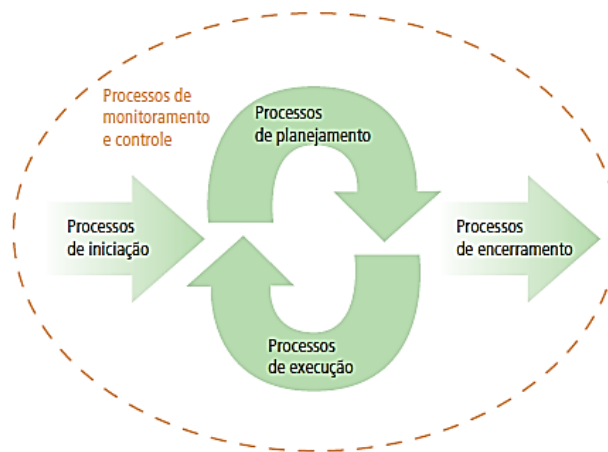 Processos de
monitoramento
e controle
Processos
de planejamento
Processos
de iniciação
Processos
de encerramento
Processos
de execução